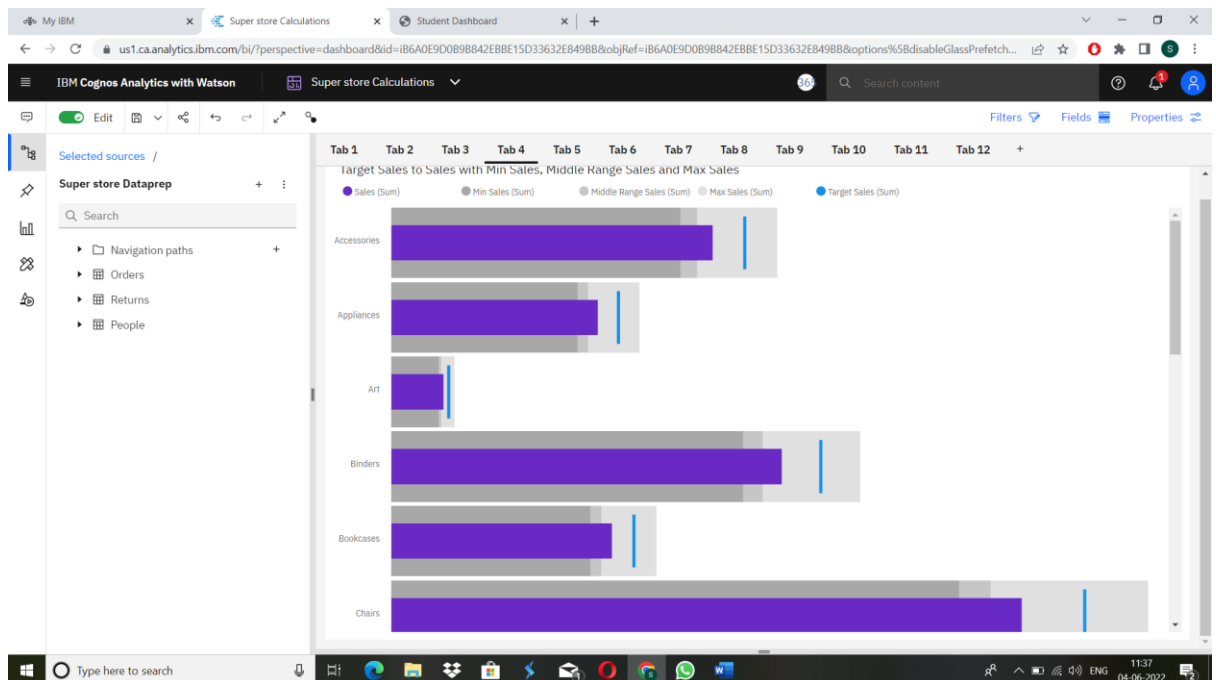 My IBM
Super store Calculations
Student Dashboard
us1.ca.analytics.ibm.com/bi/?perspective=dashboard&id=iB6A0E9D0B9B842EBBE15D33632E849BB&objRef=iB6A0E9D0B9B842EBBE15D33632E849BB&options%5BdisableGlassPrefetch...
S
IBM Cognos Analytics with Watson
Super store Calculations
365
Search content
1
Edit
Filters
Fields
Properties
Selected sources /
Super store Dataprep
Search
Navigation paths
Orders
Returns
People
Tab 1 Tab 2 Tab 3 Tab 4 Tab 5 Tab 6 Tab 7 Tab 8 Tab 9 Tab 10 Tab 11 Tab 12 +
Target Sales to Sales with Min Sales, Middle Range Sales and Max Sales
Sales (Sum) Min Sales (Sum) Middle Range Sales (Sum) Max Sales (Sum) Target Sales (Sum)
Accessories
Appliances
Art
Binders
Bookcases
Chairs
Type here to search
ENG
11:37
04-06-2022
2